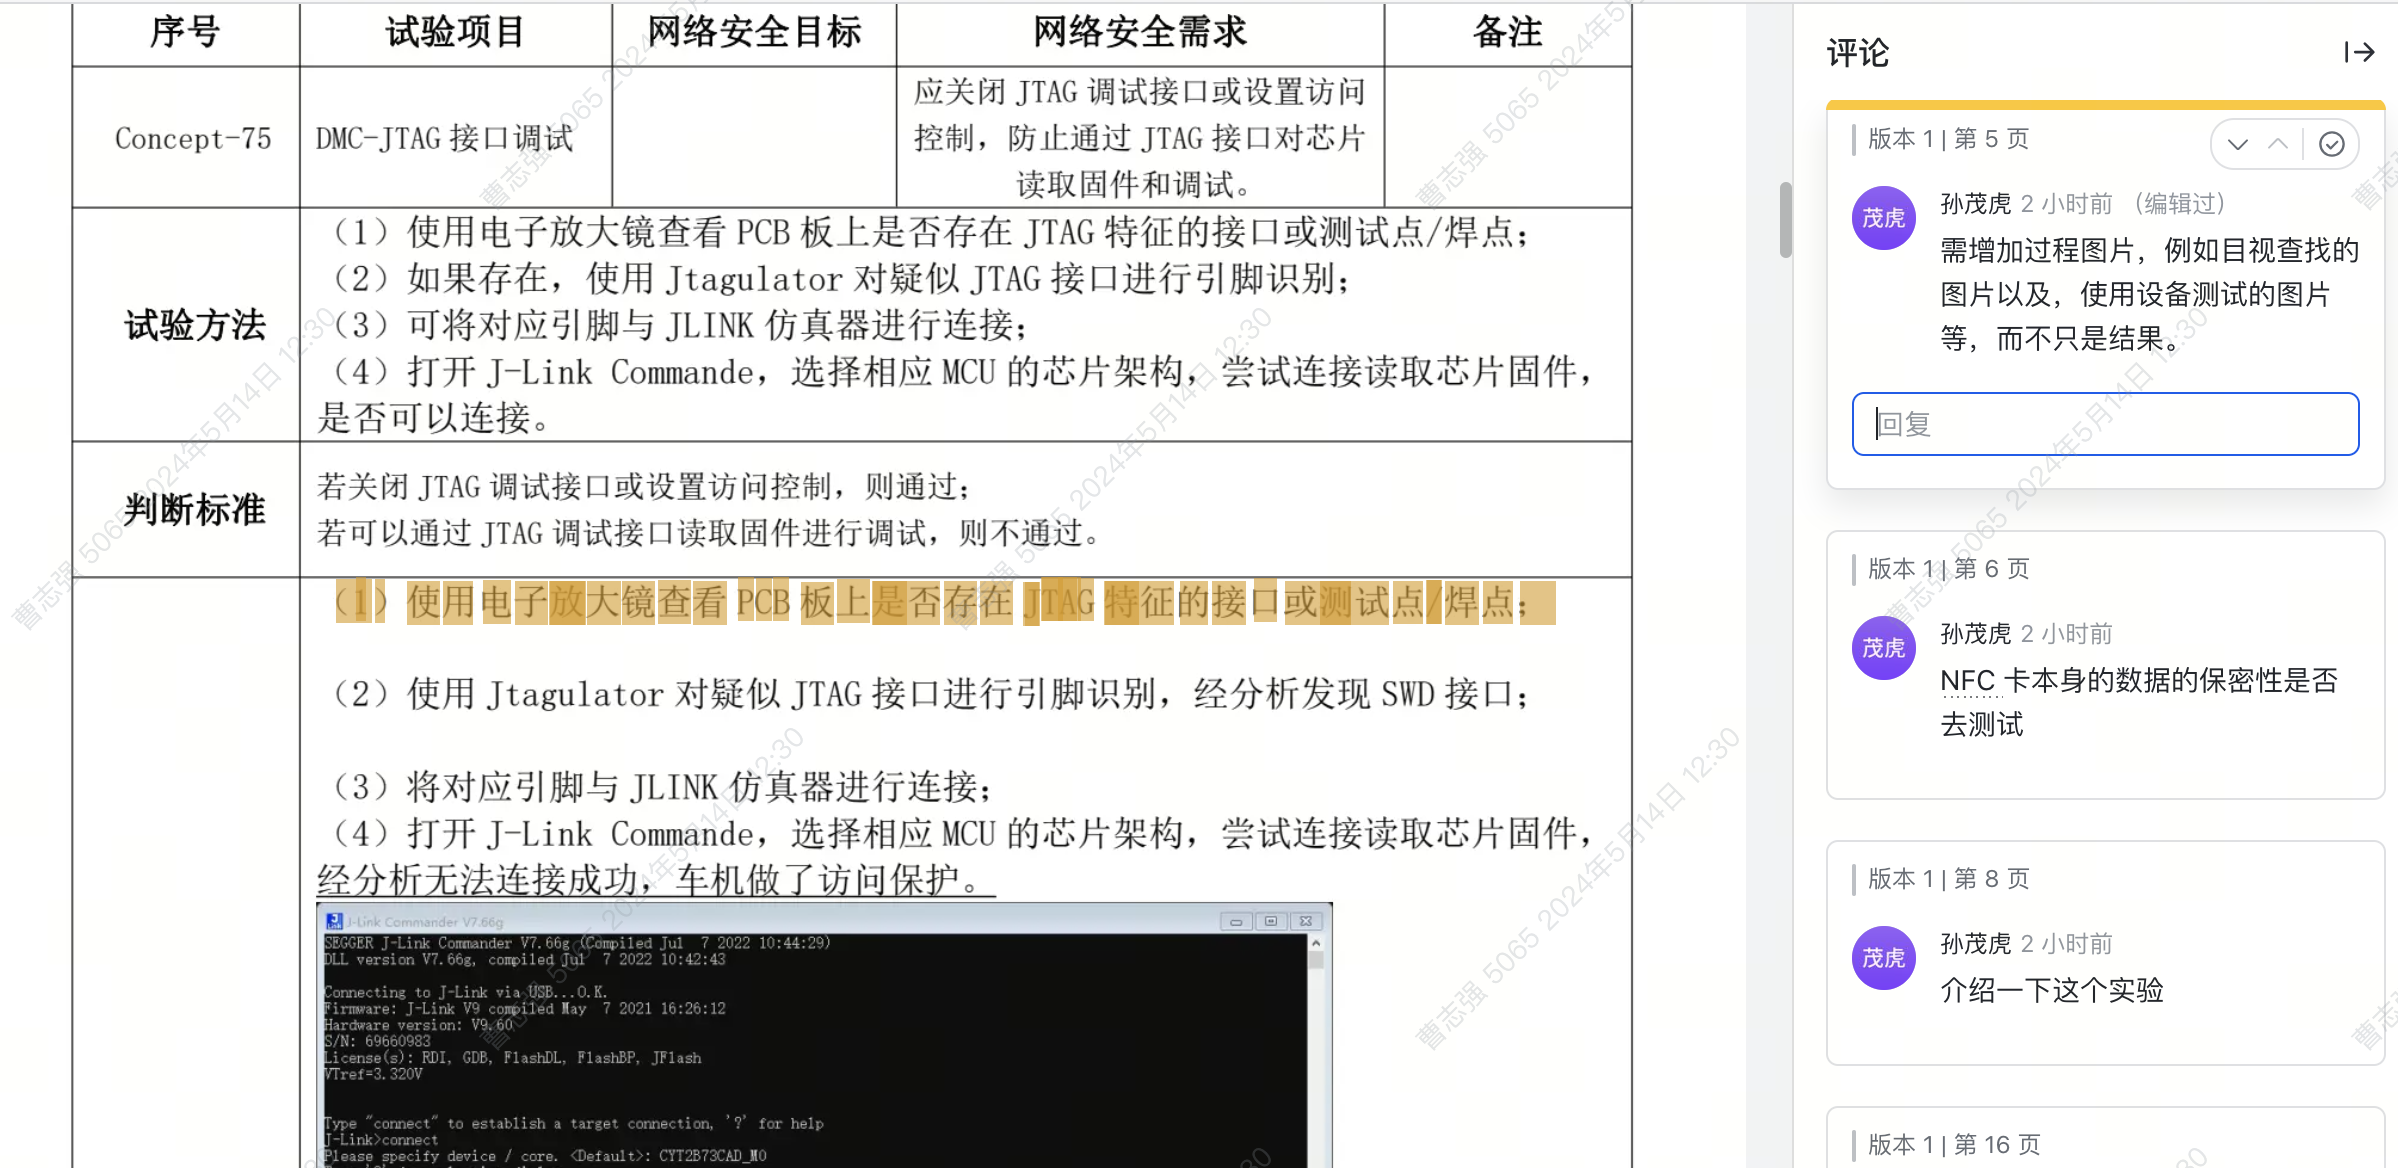 序号 试验项目 网络安全目标 网络安全需求 备注
Concept-75 DMC-JTAG 接口调试
应关闭 JTAG 调试接口或设置访问
控制，防止通过 JTAG 接口对芯片
读取固件和调试。
试验方法
（1）使用电子放大镜查看 PCB 板上是否存在 JTAG 特征的接口或测试点/焊点；
（2）如果存在，使用 Jtagulator 对疑似 JTAG 接口进行引脚识别；
（3）可将对应引脚与 JLINK 仿真器进行连接；
（4）打开 J-Link Commande，选择相应 MCU 的芯片架构，尝试连接读取芯片固件，
是否可以连接。
判断标准
若关闭 JTAG 调试接口或设置访问控制，则通过；
若可以通过 JTAG 调试接口读取固件进行调试，则不通过。
（1）使用电子放大镜查看 PCB 板上是否存在 JTAG 特征的接口或测试点/焊点；
（2）使用 Jtagulator 对疑似 JTAG 接口进行引脚识别，经分析发现 SWD 接口；
（3）将对应引脚与 JLINK 仿真器进行连接；
（4）打开 J-Link Commande，选择相应 MCU 的芯片架构，尝试连接读取芯片固件，
经分析无法连接成功，车机做了访问保护。
J-Link Commander V7.66g
SEGGER J-Link Commander V7.66g (Compiled Jul  7 2022 10:44:29)
DLL version V7.66g, compiled Jul  7 2022 10:42:43
Connecting to J-Link via USB...O.K.
Firmware: J-Link V9 compiled May  7 2021 16:26:12
Hardware version: V9.60
S/N: 69660983
License(s): RDI, GDB, FlashDL, FlashBP, JFlash
VTref=3.320V
Type "connect" to establish a target connection, '?' for help
J-Link>connect
Please specify device / core. <Default>: CYT2B73CAD_M0
评论
版本 1 | 第 5 页
茂虎
孙茂虎 2 小时前 （编辑过）
需增加过程图片，例如目视查找的
图片以及，使用设备测试的图片
等，而不只是结果。
回复
版本 1 | 第 6 页
茂虎
孙茂虎 2 小时前
NFC 卡本身的数据的保密性是否
去测试
版本 1 | 第 8 页
茂虎
孙茂虎 2 小时前
介绍一下这个实验
版本 1 | 第 16 页
曹志强 5065 2024年5月14日 12:30